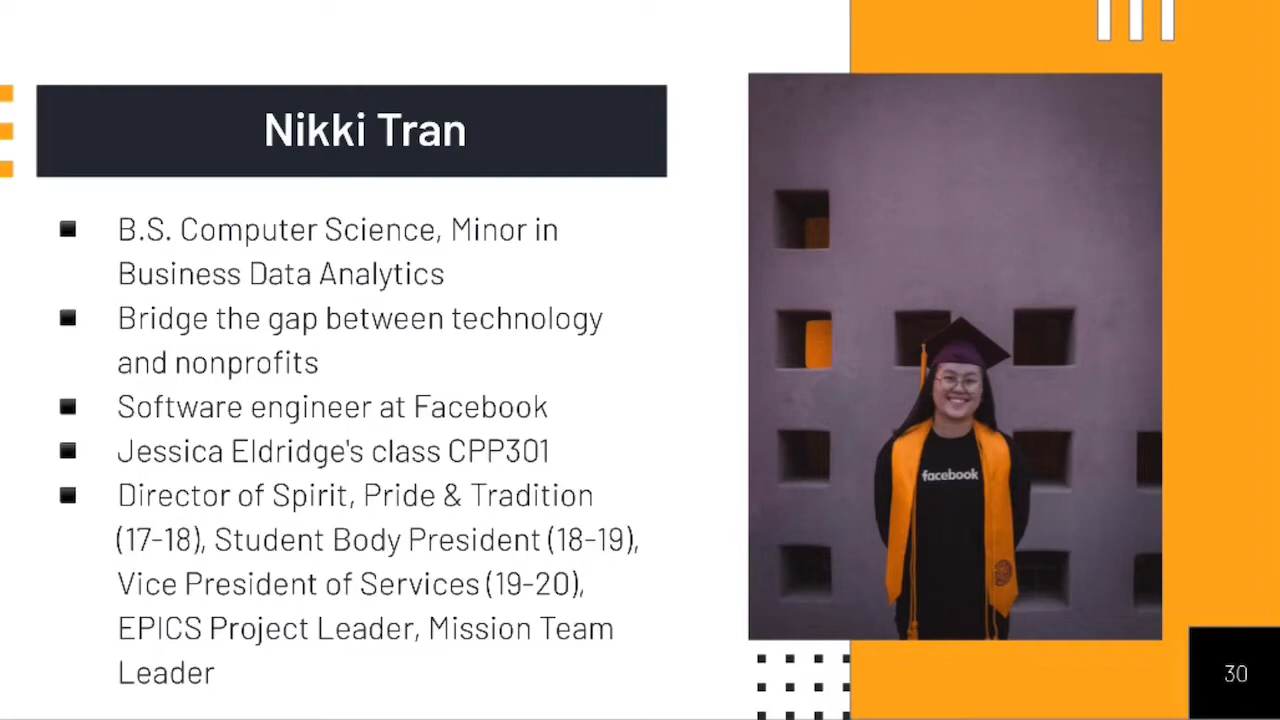 Nikki Tran
B.S. Computer Science, Minor in
Business Data Analytics
Bridge the gap between technology
and nonprofits
Software engineer at Facebook
Jessica Eldridge's class CPP301
Director of Spirit, Pride & Tradition
(17-18), Student Body President (18-19),
Vice President of Services (19-20),
EPICS Project Leader, Mission Team
Leader
facebook
30